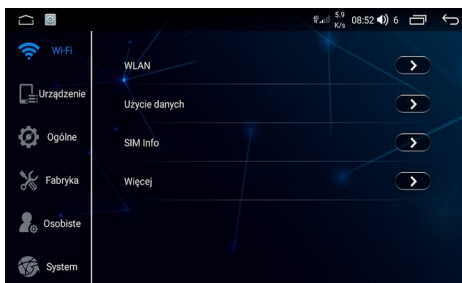 5.9
K/s
08:52
6
Wi-Fi
WLAN
Urządzenie
Użycie danych
Ogólne
SIM Info
Fabryka
Więcej
Osobiste
System